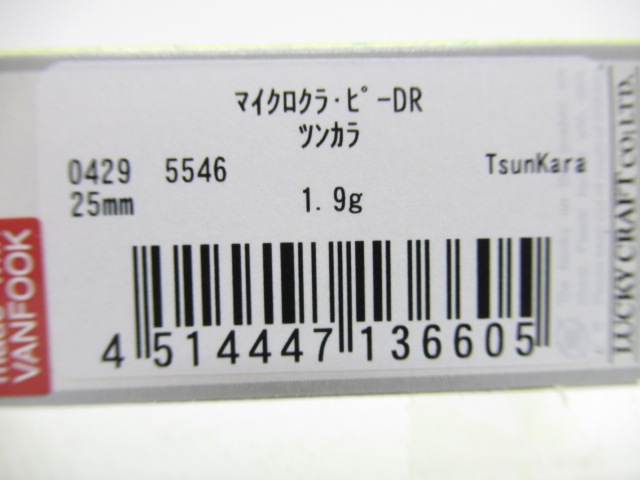 マイクロクラ・ピーDR
ツンカラ
0429 5546 TsunKara
25mm 1.9g
4 514447 136605
VANFOOK
LUCKY CRAFT CO.,LTD.